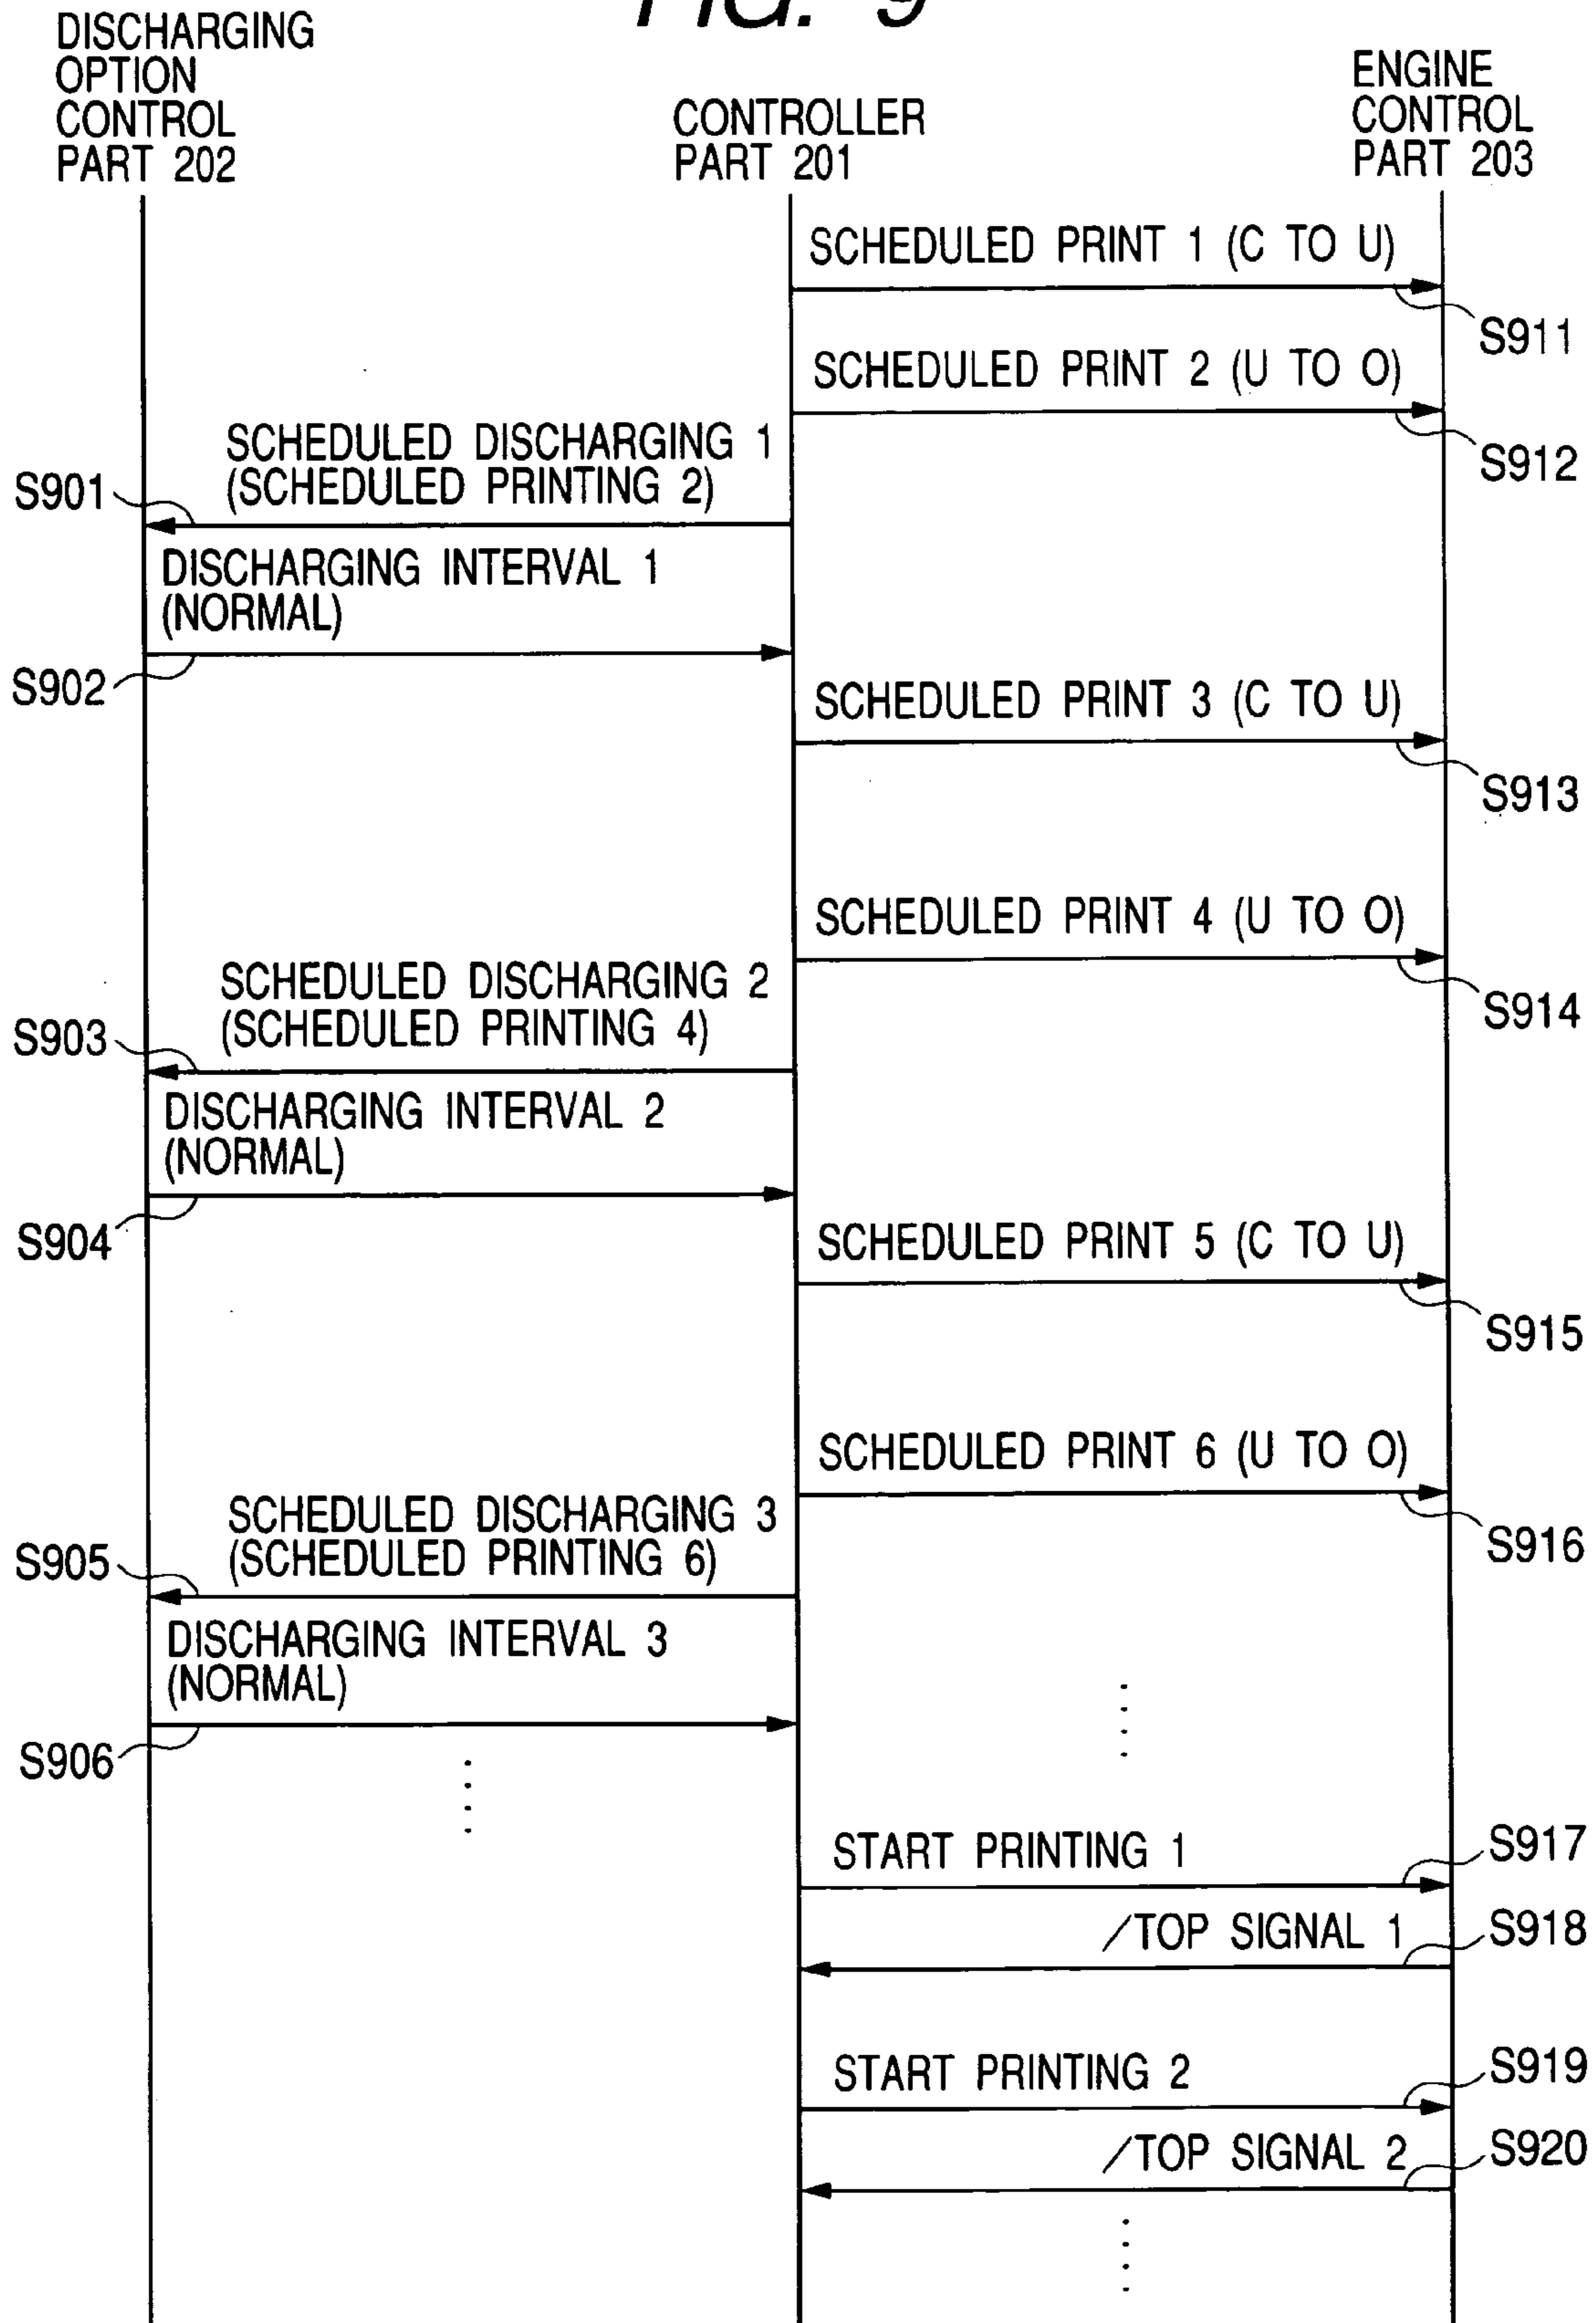 FIG. 9
DISCHARGING
OPTION
CONTROL
PART 202
CONTROLLER
PART 201
ENGINE
CONTROL
PART 203
SCHEDULED PRINT 1 (C TO U)
S911
SCHEDULED PRINT 2 (U TO O)
S912
SCHEDULED DISCHARGING 1
(SCHEDULED PRINTING 2)
S901
DISCHARGING INTERVAL 1
(NORMAL)
S902
SCHEDULED PRINT 3 (C TO U)
S913
SCHEDULED PRINT 4 (U TO O)
S914
SCHEDULED DISCHARGING 2
(SCHEDULED PRINTING 4)
S903
DISCHARGING INTERVAL 2
(NORMAL)
S904
SCHEDULED PRINT 5 (C TO U)
S915
SCHEDULED PRINT 6 (U TO O)
S916
SCHEDULED DISCHARGING 3
(SCHEDULED PRINTING 6)
S905
DISCHARGING INTERVAL 3
(NORMAL)
S906
START PRINTING 1
S917
/TOP SIGNAL 1
S918
START PRINTING 2
S919
/TOP SIGNAL 2
S920